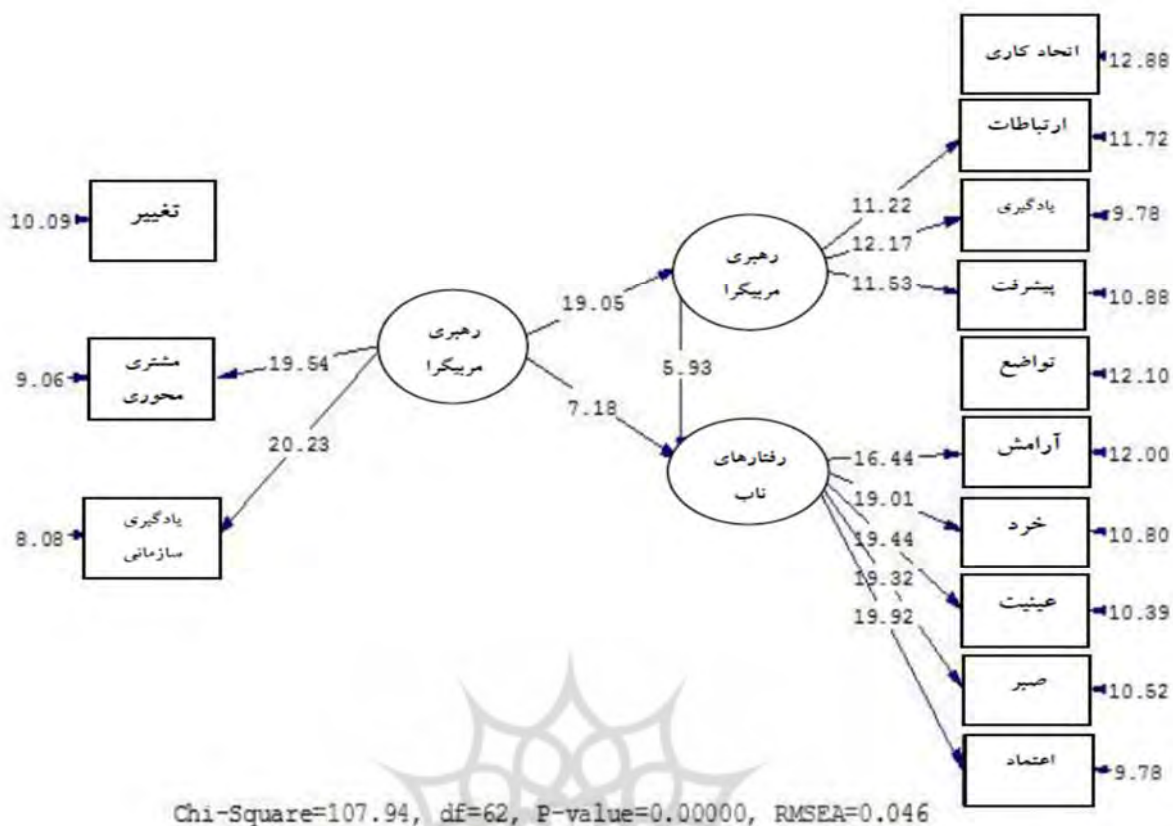 اتحاد کاری
12.88
ارتباطات
11.72
11.22
یادگیری
9.78
12.17
پیشرفت
10.88
11.53
تغییر
10.09
رهبری
مربیگرا
19.05
رهبری
مربیگرا
5.93
7.18
مشتری
محوری
9.06
19.54
20.23
یادگیری
سازمانی
8.08
تواضع
12.10
رفتارهای
ناب
آرامش
12.00
16.44
خرد
10.80
19.01
عینیت
10.39
19.44
صبر
10.52
19.32
اعتماد
9.78
19.92
Chi-Square=107.94, df=62, P-value=0.00000, RMSEA=0.046